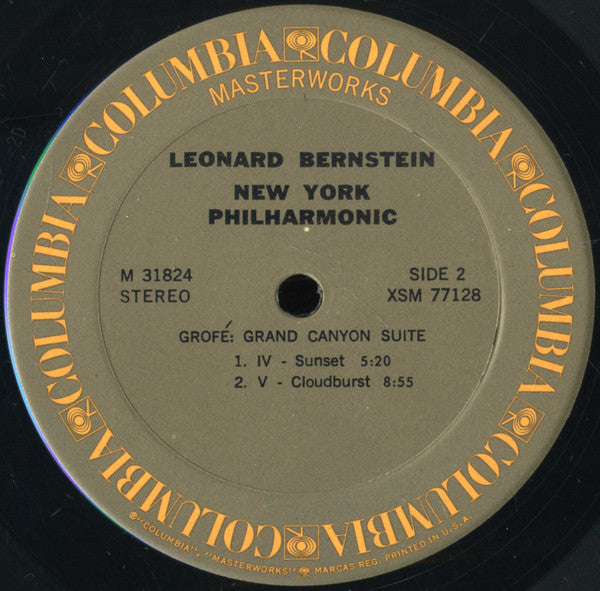 COLUMBIA COLUMBIA COLUMBIA COLUMBIA COLUMBIA COLUMBIA COLUMBIA COLUMBIA
MASTERWORKS
LEONARD BERNSTEIN
NEW YORK
PHILHARMONIC
M 31824
STEREO
SIDE 2
XSM 77128
GROFÉ: GRAND CANYON SUITE
1. IV - Sunset 5:20
2. V - Cloudburst 8:55
®"COLUMBIA", "MASTERWORKS" MARCAS REG. PRINTED IN U.S.A.